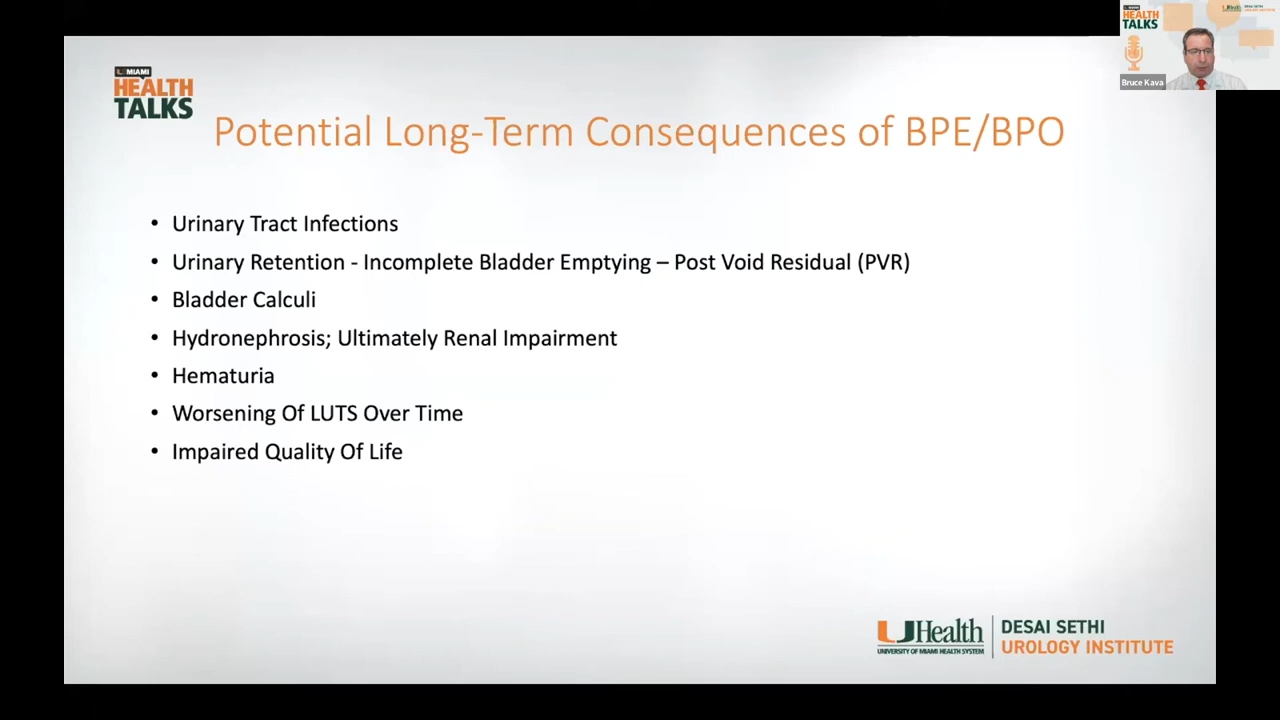 MIAMI
HEALTH
TALKS
Potential Long-Term Consequences of BPE/BPO
• Urinary Tract Infections
• Urinary Retention - Incomplete Bladder Emptying – Post Void Residual (PVR)
• Bladder Calculi
• Hydronephrosis; Ultimately Renal Impairment
• Hematuria
• Worsening Of LUTS Over Time
• Impaired Quality Of Life
UHealth
UNIVERSITY OF MIAMI HEALTH SYSTEM
DESAI SETHI
UROLOGY INSTITUTE
HEALTH
TALKS
Bruce Kava